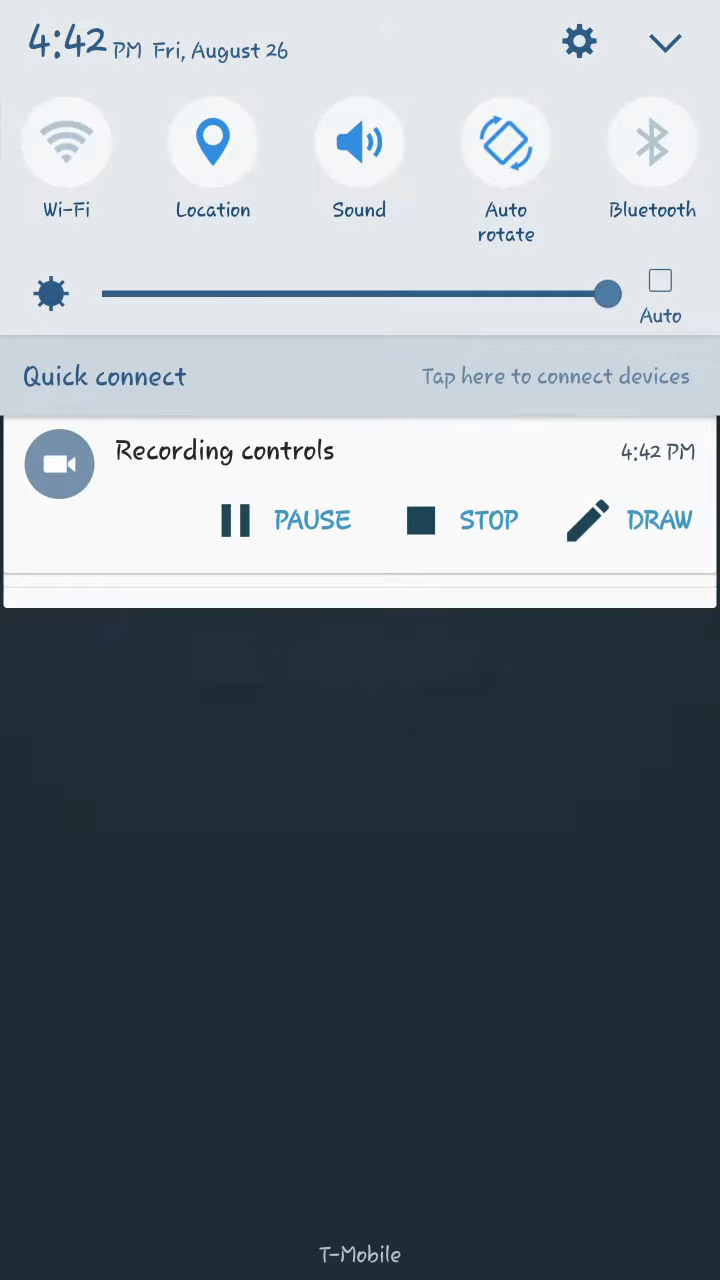 4:42 PM Fri, August 26
Wi-Fi Location Sound Auto rotate Bluetooth
Auto
Quick connect Tap here to connect devices
Recording controls 4:42 PM
PAUSE STOP DRAW
T-Mobile